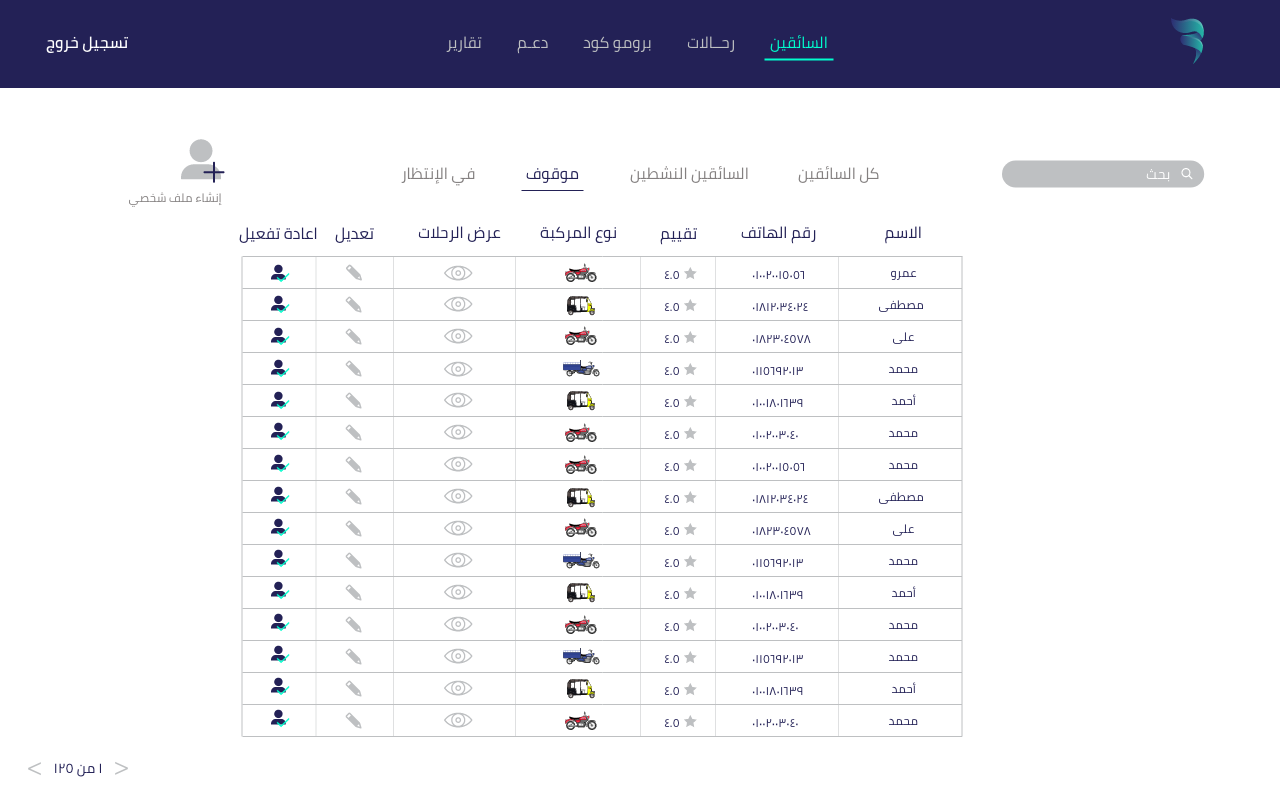 السائقين
رحــالات
برومو كود
دعـم
تقارير
تسجيل خروج
بحث
كل السائقين
السائقين النشطين
موقوف
في الإنتظار
إنشاء ملف شخصي
الاسم رقم الهاتف تقييم نوع المركبة عرض الرحلات تعديل اعادة تفعيل
عمرو ٠١٠٠٢٠٠١٥٠٥٦ ٤.٥
مصطفى ٠١٨١٢٠٣٤٠٢٤ ٤.٥
على ٠١٨٢٣٠٤٥٧٨ ٤.٥
محمد ٠١١٥٦٩٢٠١٣ ٤.٥
أحمد ٠١٠٠١٨٠١٦٣٩ ٤.٥
محمد ٠١٠٠٢٠٠٣٠٤٠ ٤.٥
محمد ٠١٠٠٢٠٠١٥٠٥٦ ٤.٥
مصطفى ٠١٨١٢٠٣٤٠٢٤ ٤.٥
على ٠١٨٢٣٠٤٥٧٨ ٤.٥
محمد ٠١١٥٦٩٢٠١٣ ٤.٥
أحمد ٠١٠٠١٨٠١٦٣٩ ٤.٥
محمد ٠١٠٠٢٠٠٣٠٤٠ ٤.٥
محمد ٠١١٥٦٩٢٠١٣ ٤.٥
أحمد ٠١٠٠١٨٠١٦٣٩ ٤.٥
محمد ٠١٠٠٢٠٠٣٠٤٠ ٤.٥
١ من ١٢٥